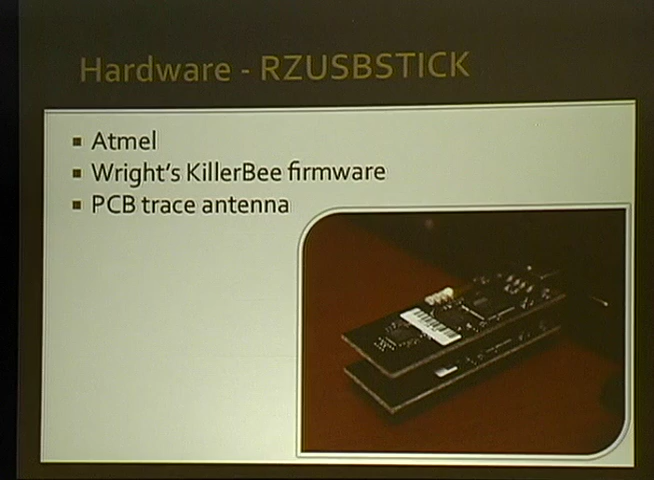 Hardware - RZUSBSTICK
▪ Atmel
▪ Wright's KillerBee firmware
▪ PCB trace antenna